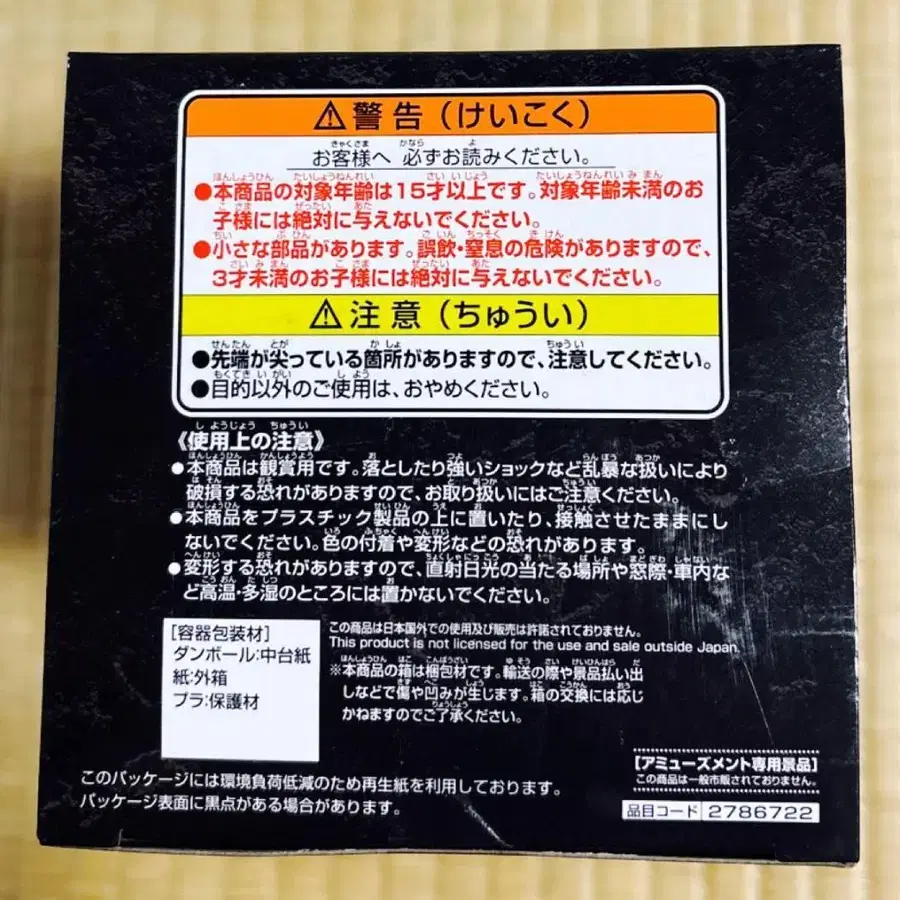 ⚠警告(けいこく)
お客様へ 必ずお読みください。
●本商品の対象年齢は15才以上です。対象年齢未満のお
子様には絶対に与えないでください。
●小さな部品があります。誤飲・窒息の危険がありますので、
3才未満のお子様には絶対に与えないでください。
⚠注意(ちゅうい)
●先端が尖っている箇所がありますので、注意してください。
●目的以外のご使用は、おやめください。
《使用上の注意》
●本商品は観賞用です。落としたり強いショックなど乱暴な扱いにより
破損する恐れがありますので、お取り扱いにはご注意ください。
●本商品をプラスチック製品の上に置いたり、接触させたままにし
ないでください。色の付着や変形などの恐れがあります。
●変形する恐れがありますので、直射日光の当たる場所や窓際・車内な
ど高温・多湿のところには置かないでください。
[容器包装材]
ダンボール:中台紙
紙:外箱
プラ:保護材
この商品は日本国外での使用及び販売は許諾されておりません。
This product is not licensed for the use and sale outside Japan.
※本商品の箱は梱包材です。輸送の際や景品払い出
しなどで傷や凹みが生じます。箱の交換には応じ
かねますのでご了承ください。
このパッケージには環境負荷低減のため再生紙を利用しております。
パッケージ表面に黒点がある場合があります。
[アミューズメント専用景品]
この商品は一般市販されておりません。
品目コード 2786722